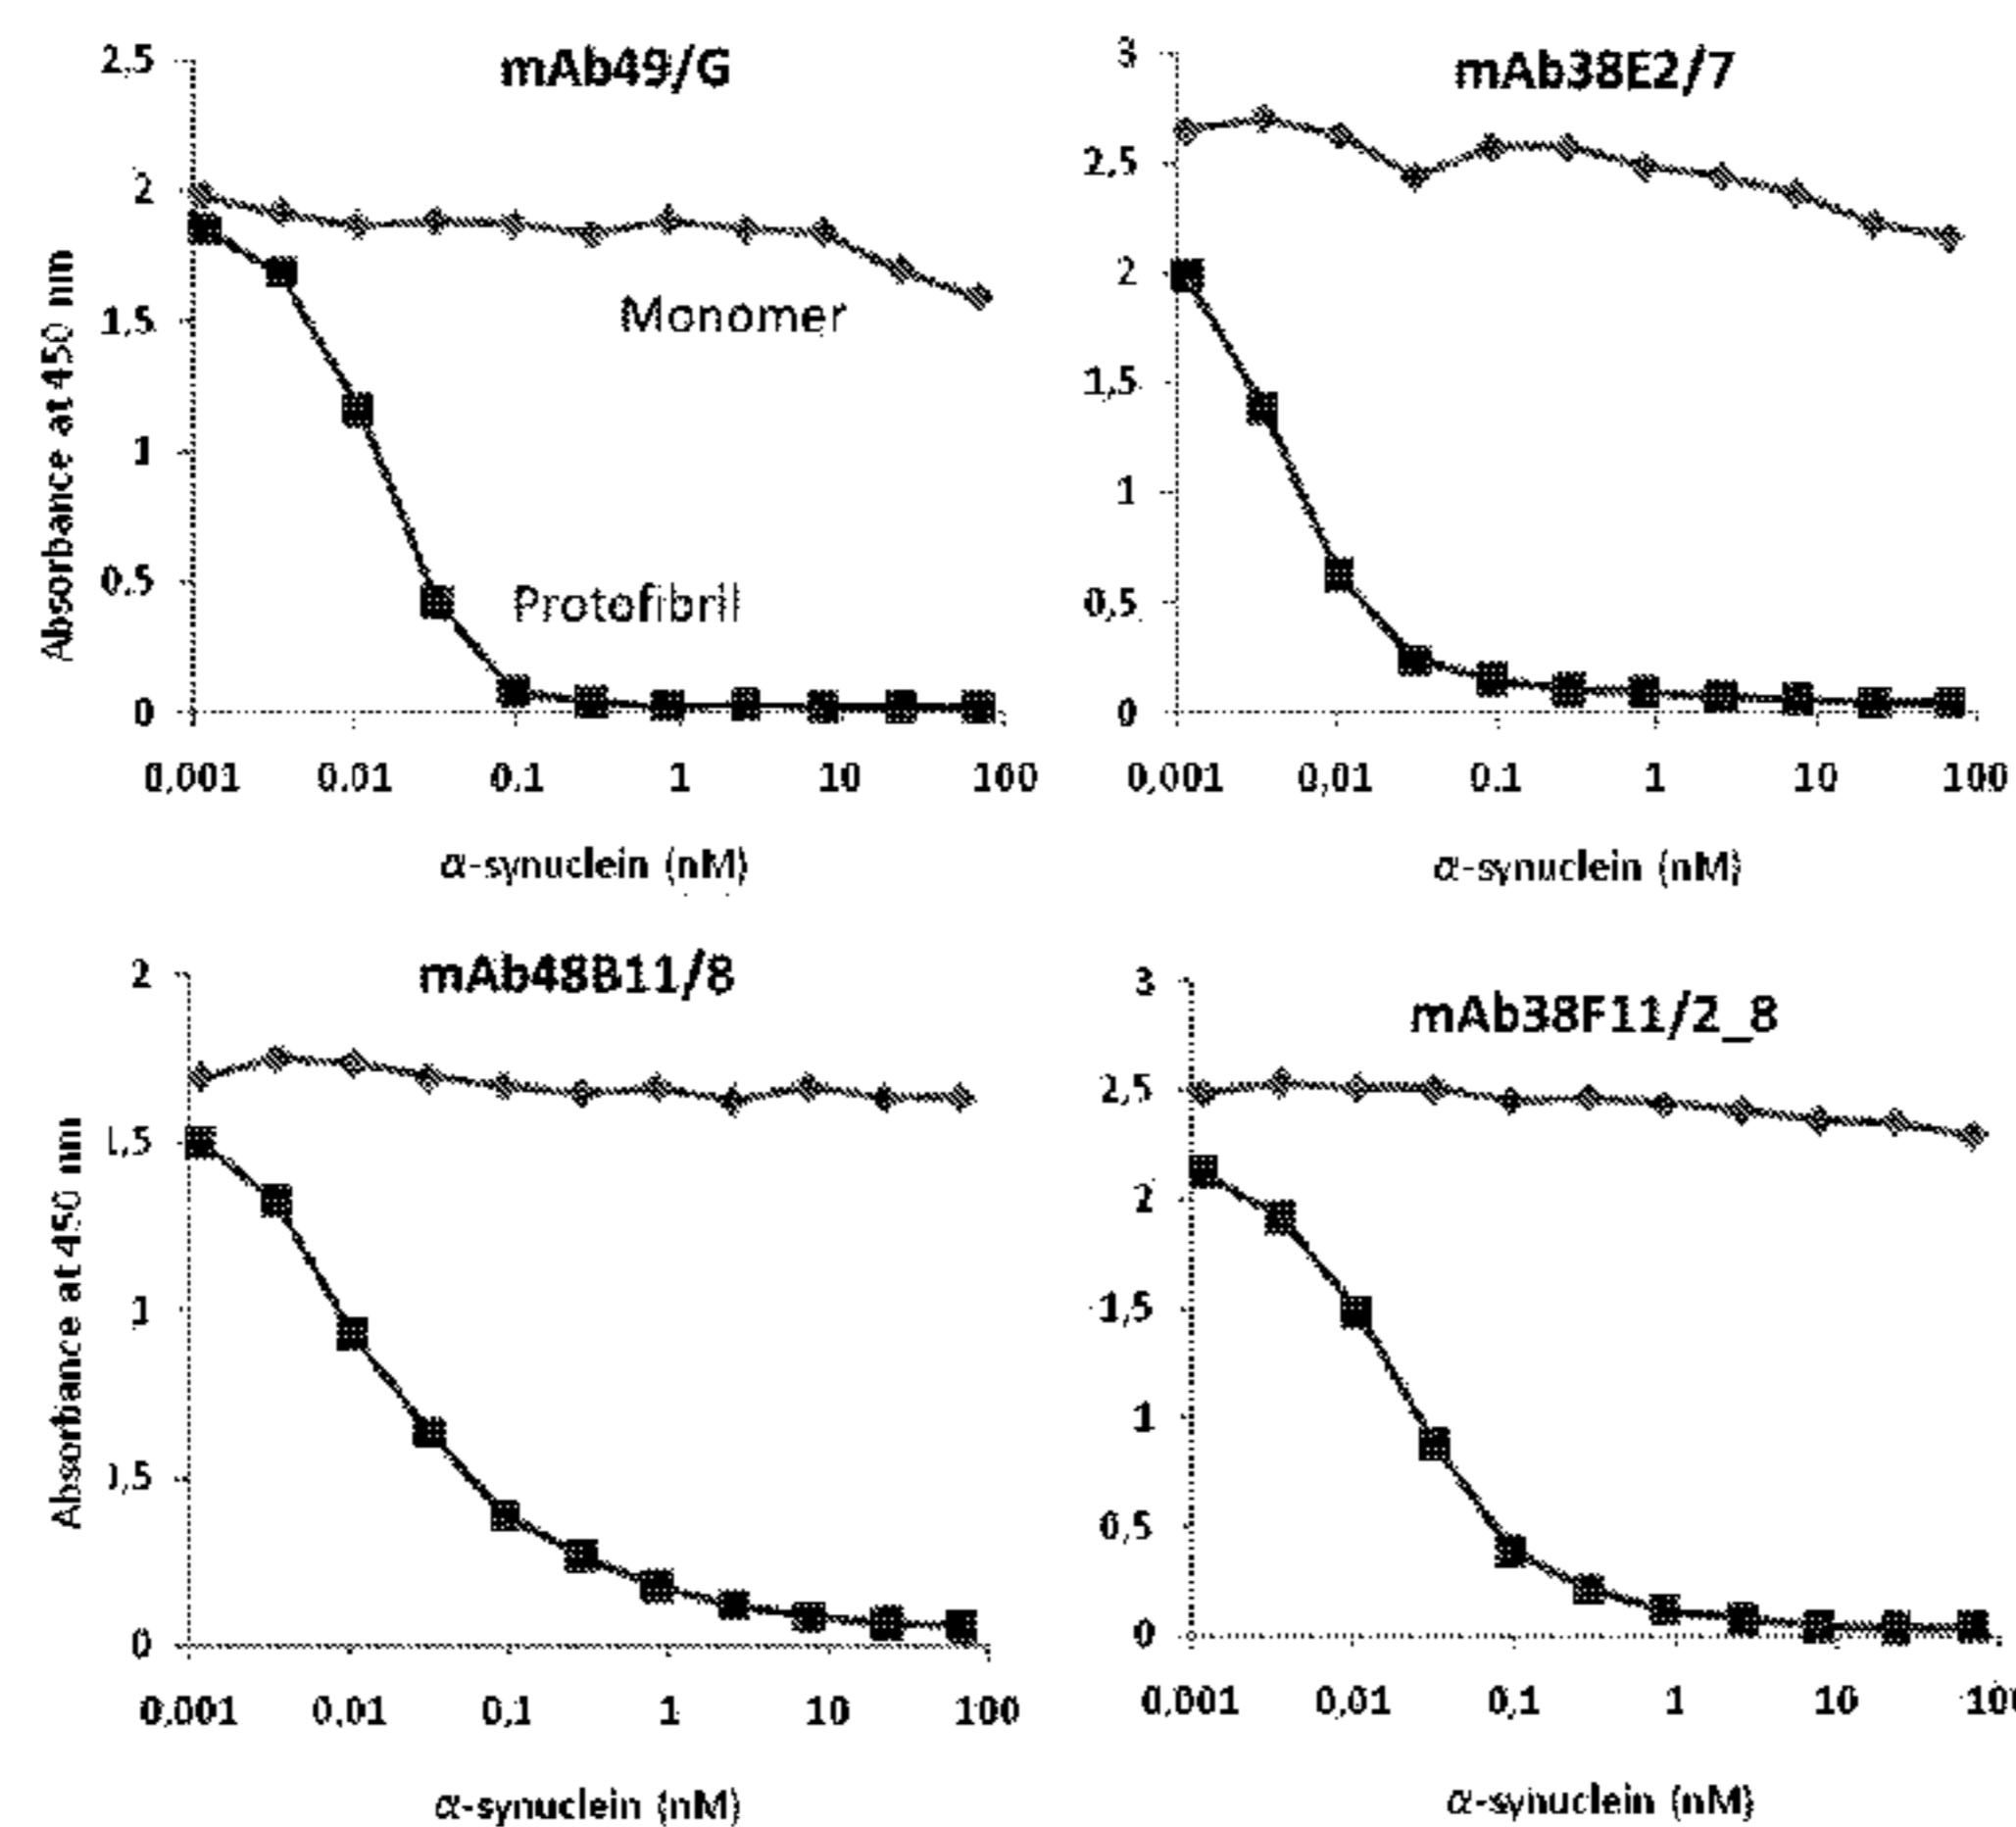 mAb49/G
2,5
2
1,5
1
0,5
0
Absorbance at 450 nm
Monomer
Protofibril
0,001 0.01 0.1 1 10 100
α-synuclein (nM)
mAb38E2/7
3
2,5
2
1,5
1
0,5
0
0,001 0,01 0.1 1 10 100
α-synuclein (nM)
mAb48B11/8
2
1
0
Absorbance at 450 nm
0,001 0,01 0,1 1 10 100
α-synuclein (nM)
mAb38F11/2_8
3
2,5
2
1,5
1
0,5
0
0,001 0,01 0,1 1 10
α-synuclein (nM)